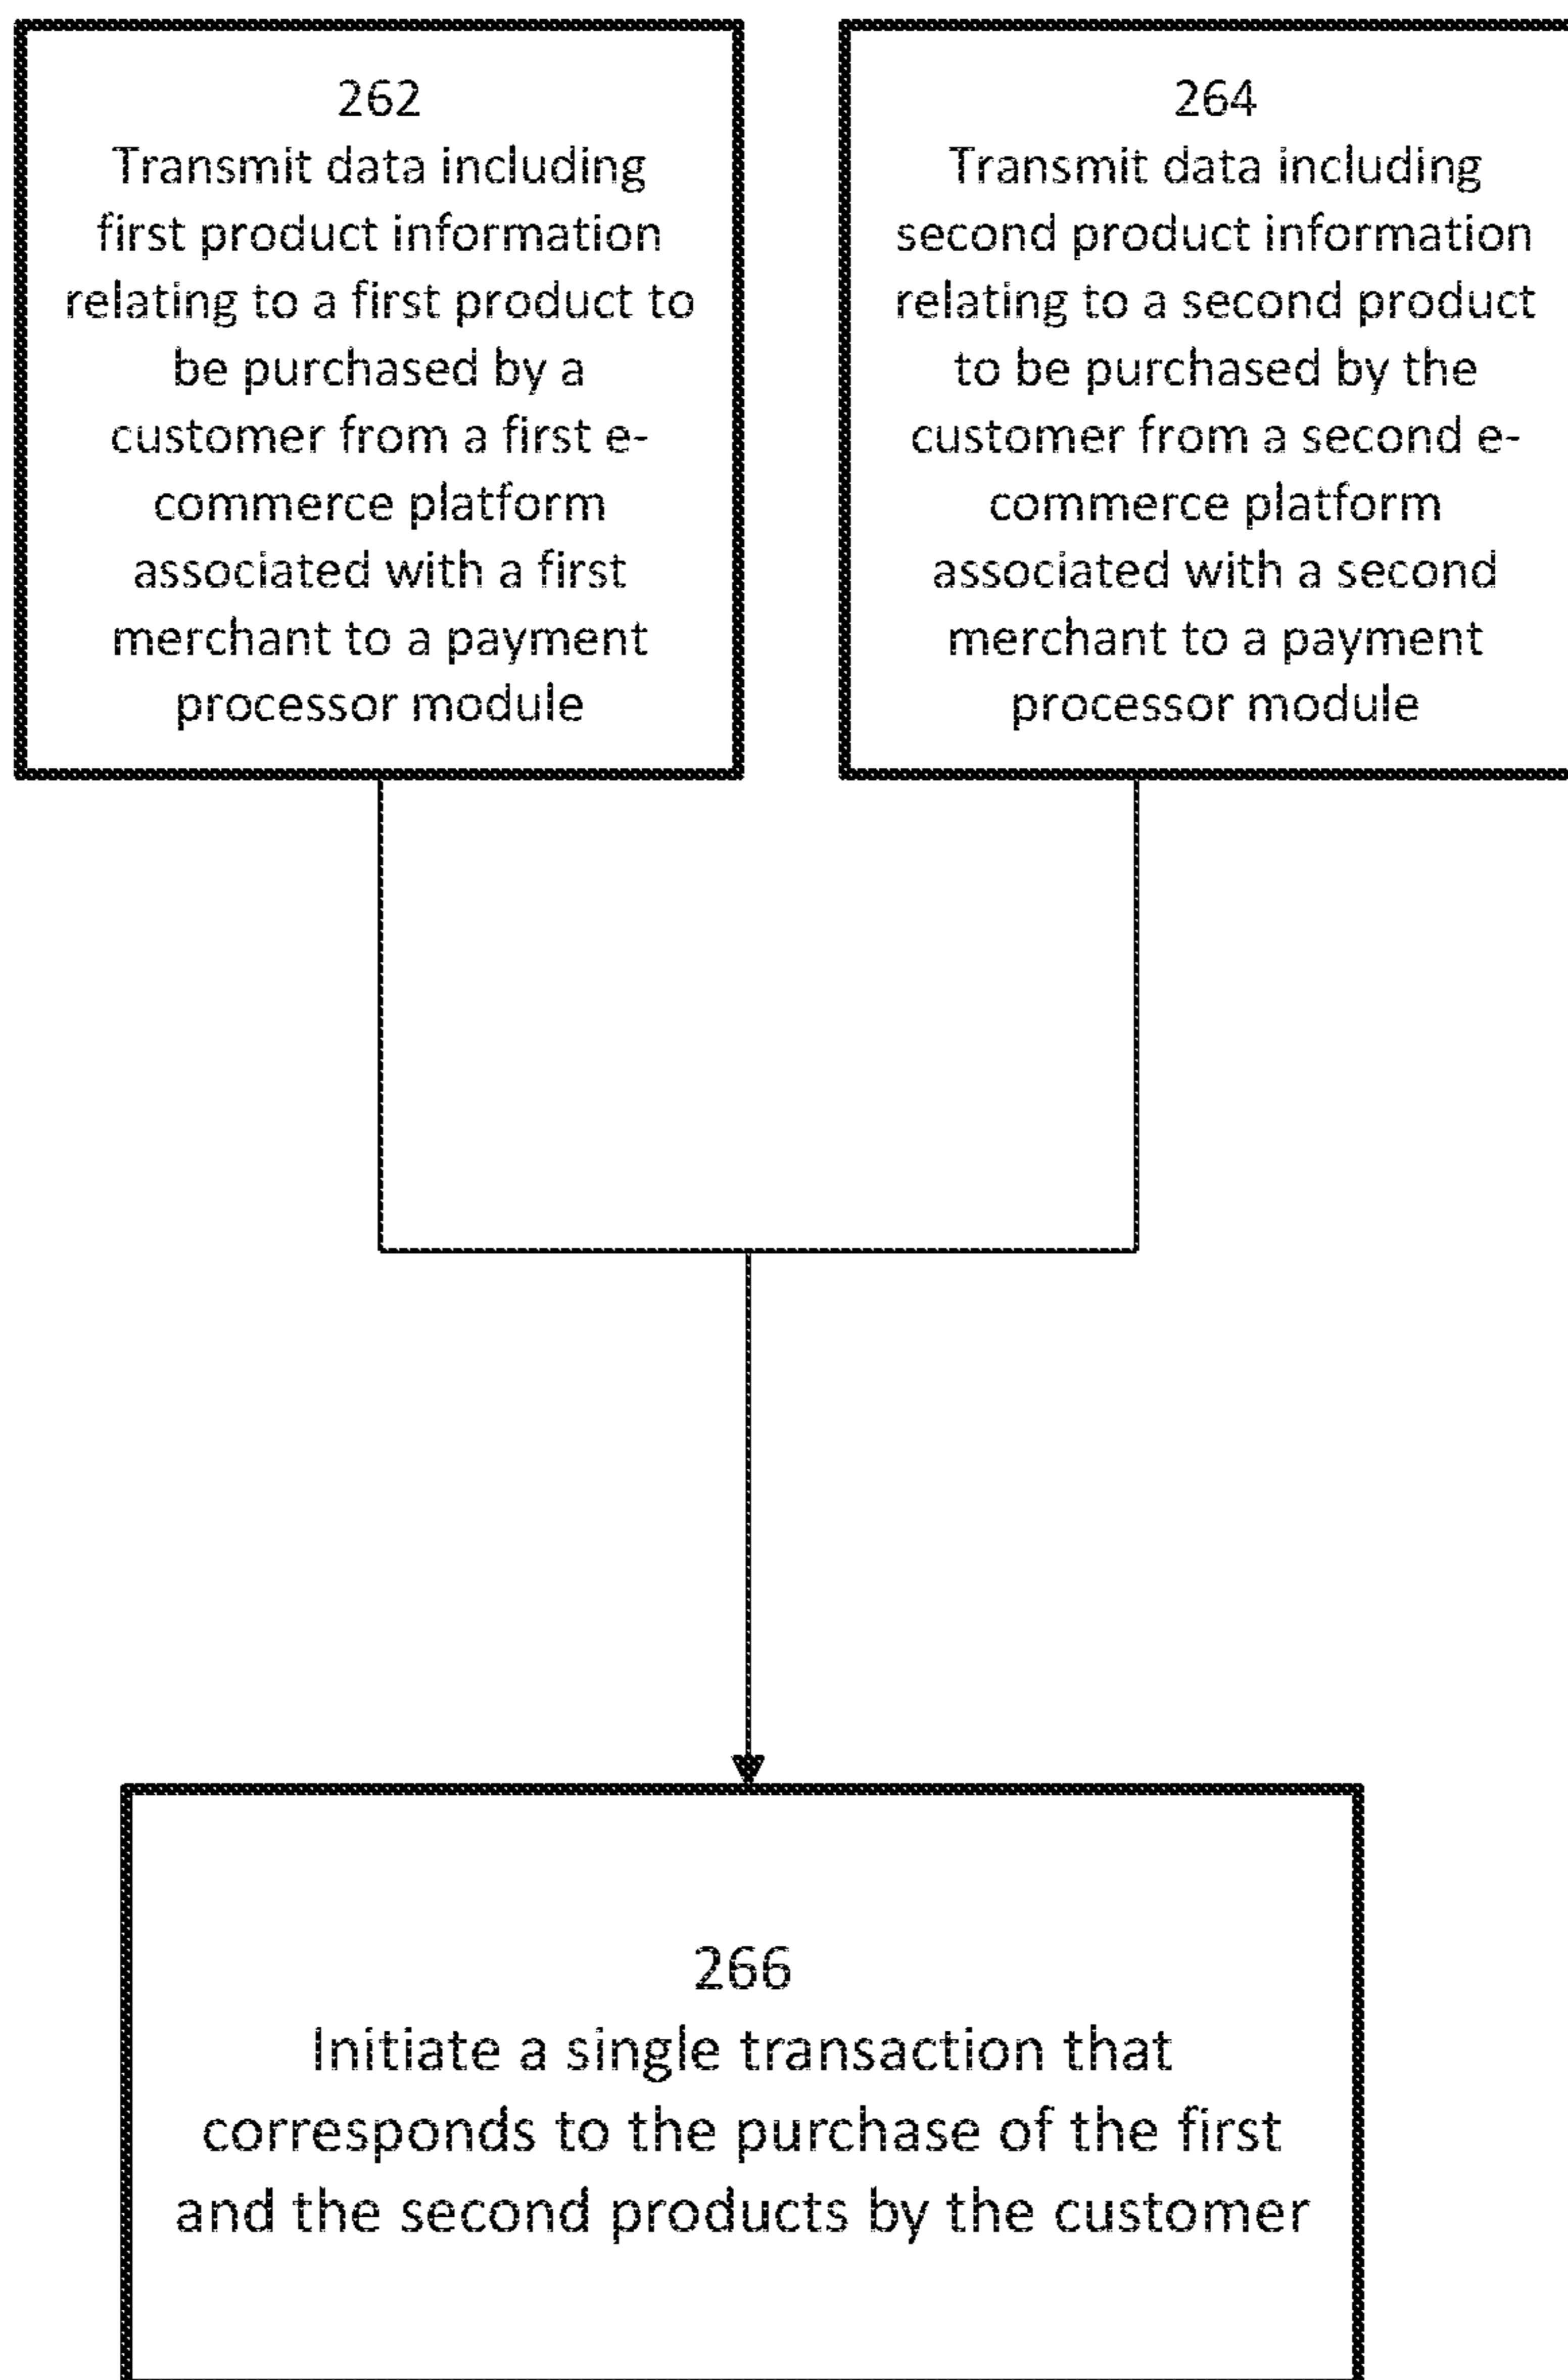 262
Transmit data including
first product information
relating to a first product to
be purchased by a
customer from a first e-
commerce platform
associated with a first
merchant to a payment
processor module
264
Transmit data including
second product information
relating to a second product
to be purchased by the
customer from a second e-
commerce platform
associated with a second
merchant to a payment
processor module
266
Initiate a single transaction that
corresponds to the purchase of the first
and the second products by the customer